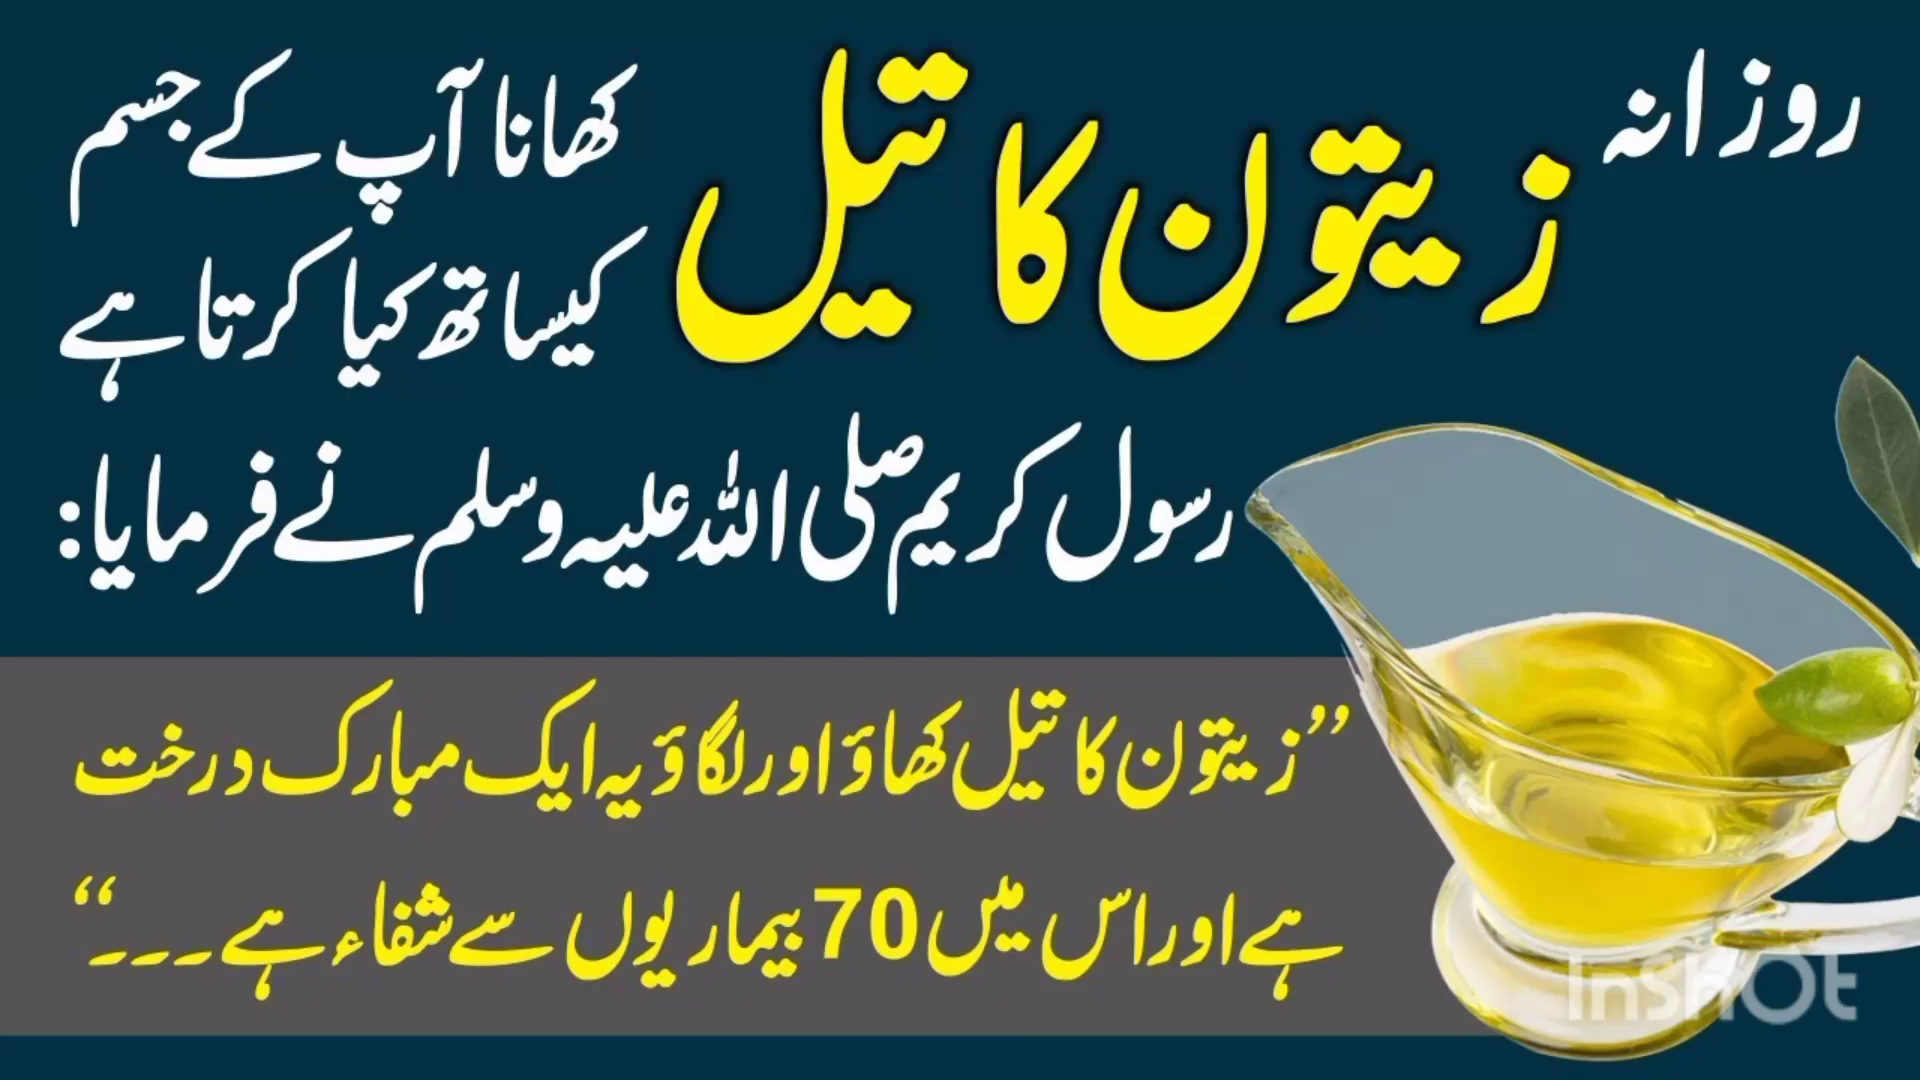 روزانہ زیتون کا تیل کھانا آپ کے جسم
کیساتھ کیا کرتا ہے
رسول کریم صلی اللہ علیہ وسلم نے فرمایا:
”زیتون کا تیل کھاؤ اور لگاؤ یہ ایک مبارک درخت
ہے اور اس میں 70 بیماریوں سے شفاء ہے۔۔۔“
InShOt